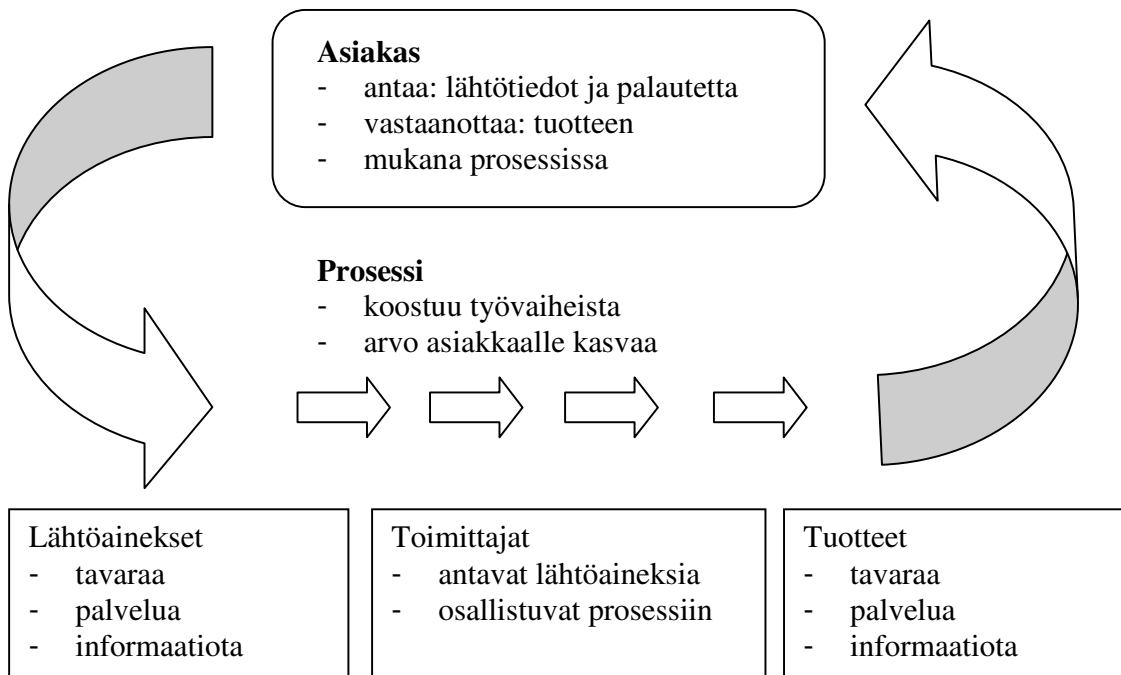 Asiakas
- antaa: lähtötiedot ja palautetta
- vastaanottaa: tuotteen
- mukana prosessissa
Prosessi
- koostuu työvaiheista
- arvo asiakkaalle kasvaa
Lähtöainekset
- tavaraa
- palvelua
- informaatiota
Toimittajat
- antavat lähtöaineksia
- osallistuvat prosessiin
Tuotteet
- tavaraa
- palvelua
- informaatiota